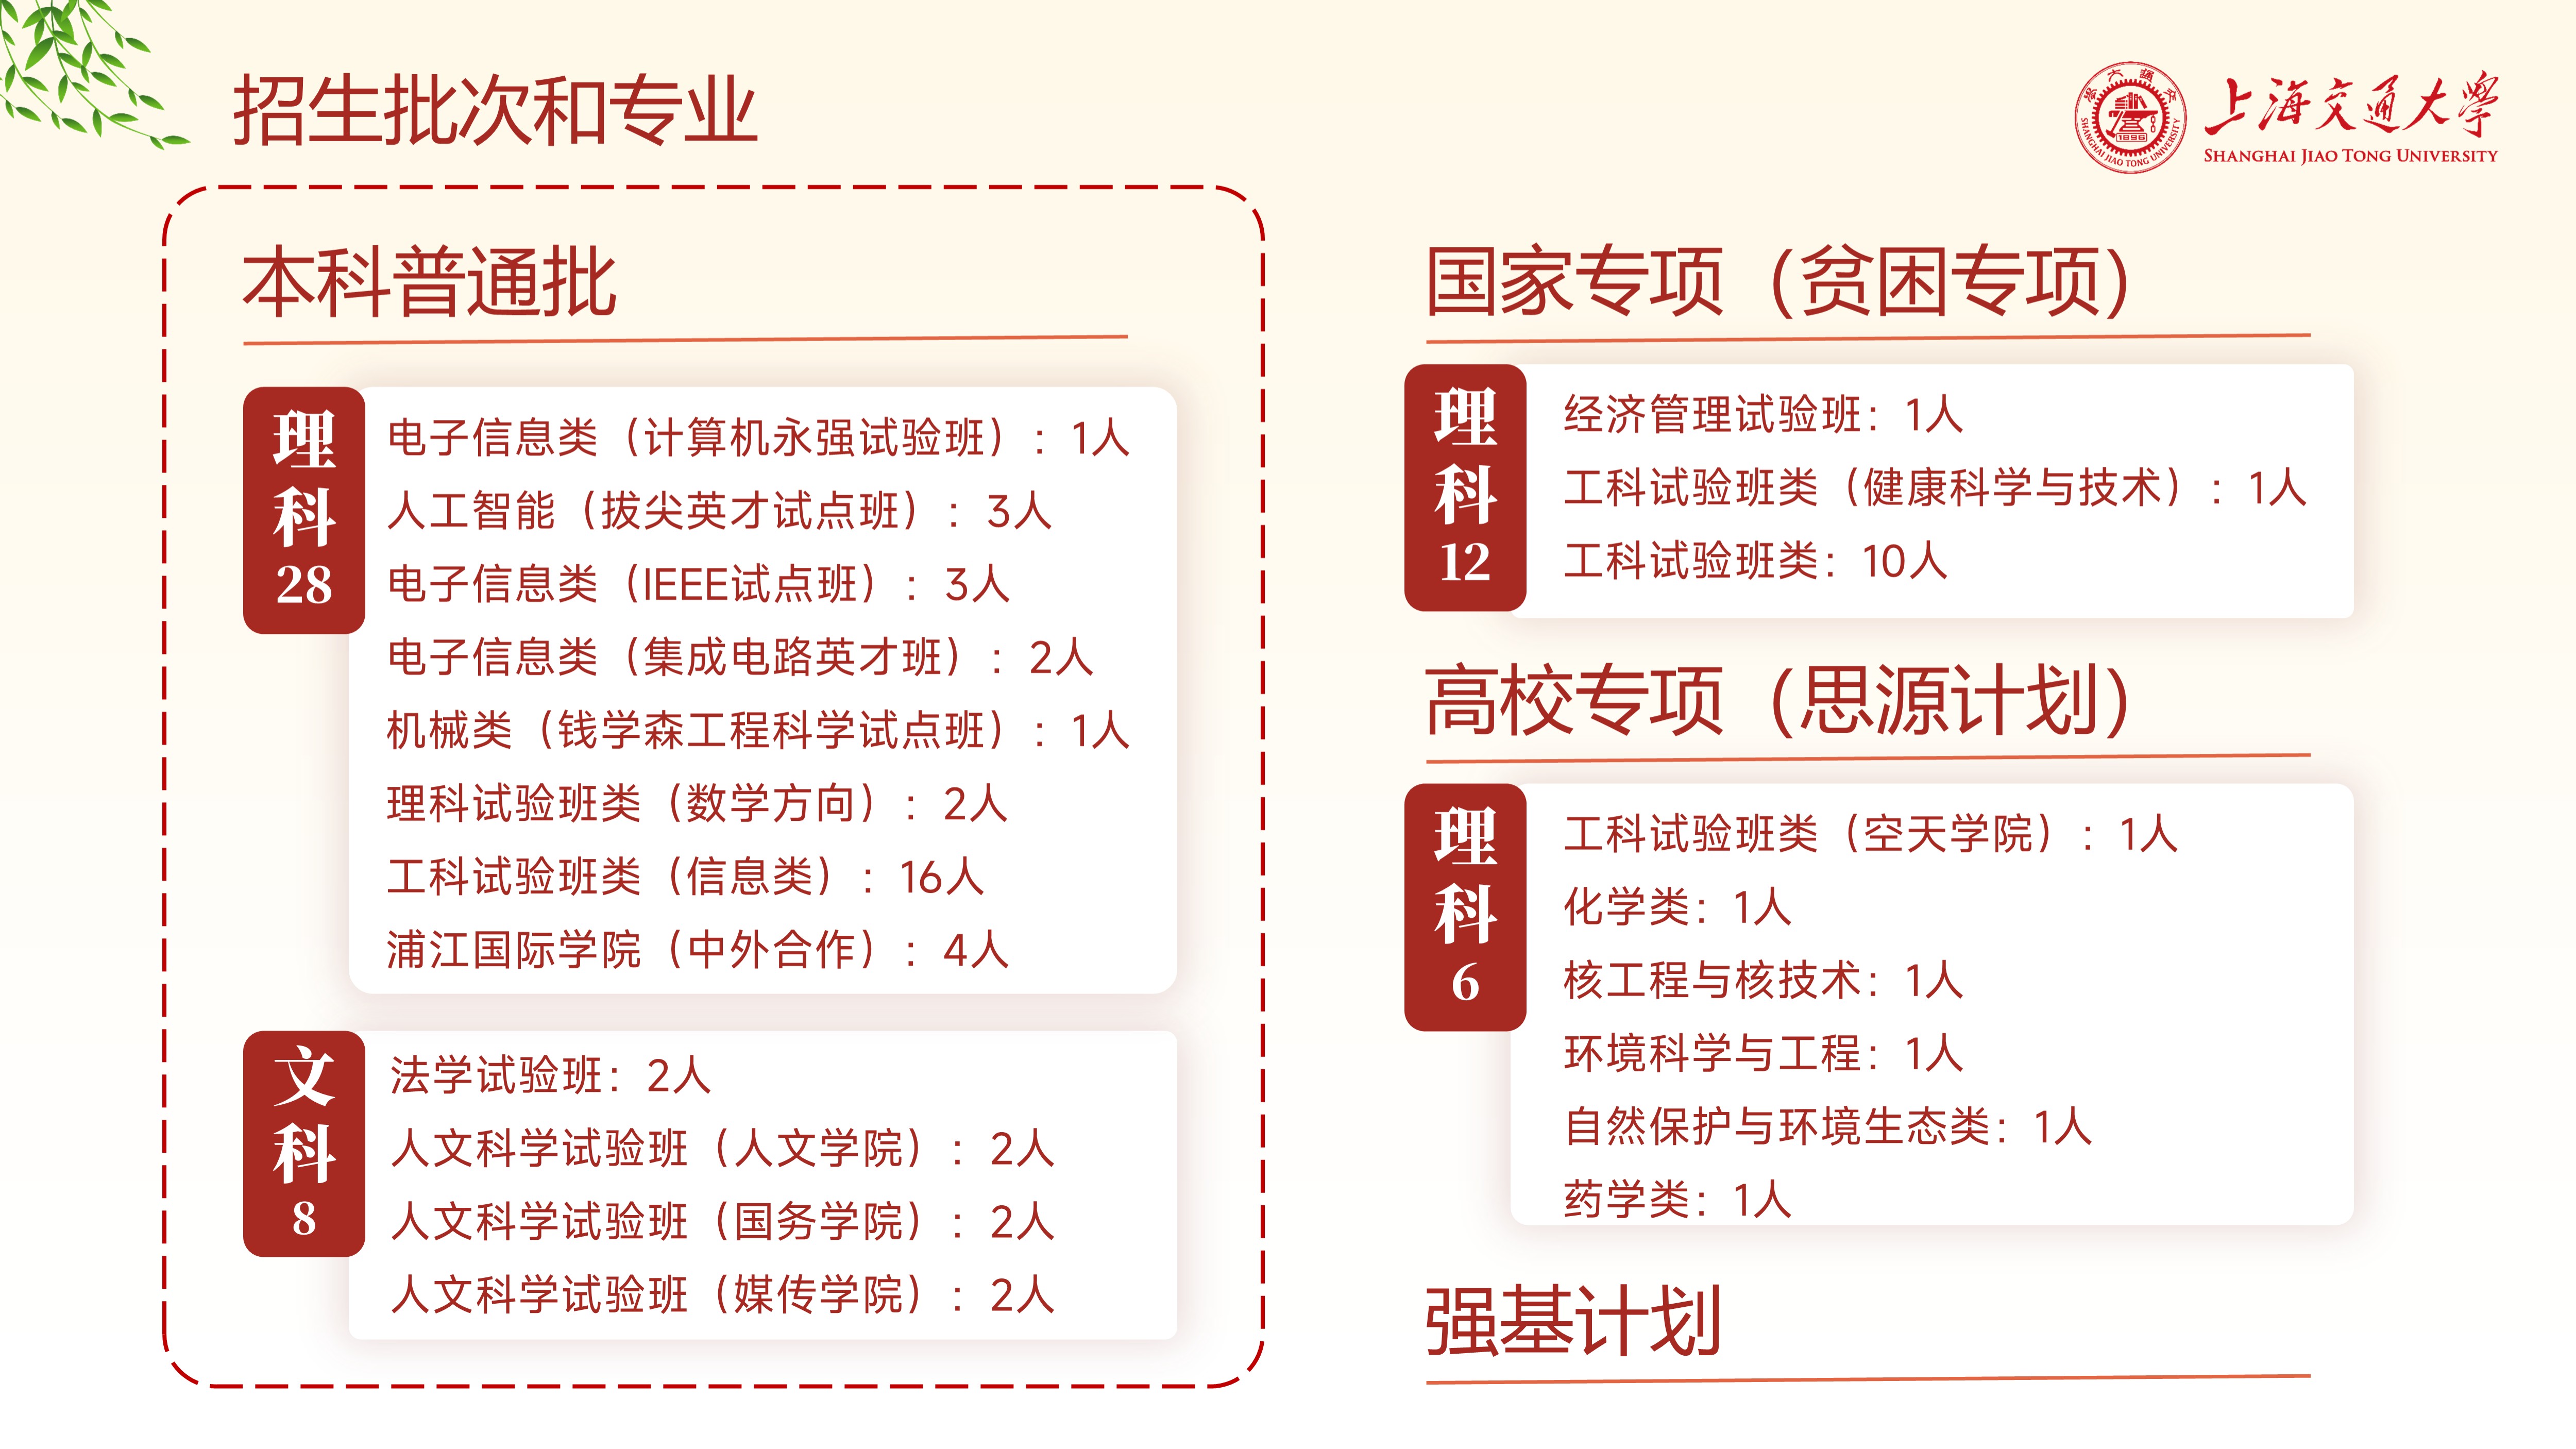 招生批次和专业
上海交通大学
SHANGHAI JIAO TONG UNIVERSITY
1896
SHANGHAI JIAO TONG UNIVERSITY
本科普通批
理科28
电子信息类（计算机永强试验班）：1人
人工智能（拔尖英才试点班）：3人
电子信息类（IEEE试点班）：3人
电子信息类（集成电路英才班）：2人
机械类（钱学森工程科学试点班）：1人
理科试验班类（数学方向）：2人
工科试验班类（信息类）：16人
浦江国际学院（中外合作）：4人
文科8
法学试验班：2人
人文科学试验班（人文学院）：2人
人文科学试验班（国务学院）：2人
人文科学试验班（媒传学院）：2人
国家专项（贫困专项）
理科12
经济管理试验班：1人
工科试验班类（健康科学与技术）：1人
工科试验班类：10人
高校专项（思源计划）
理科6
工科试验班类（空天学院）：1人
化学类：1人
核工程与核技术：1人
环境科学与工程：1人
自然保护与环境生态类：1人
药学类：1人
强基计划